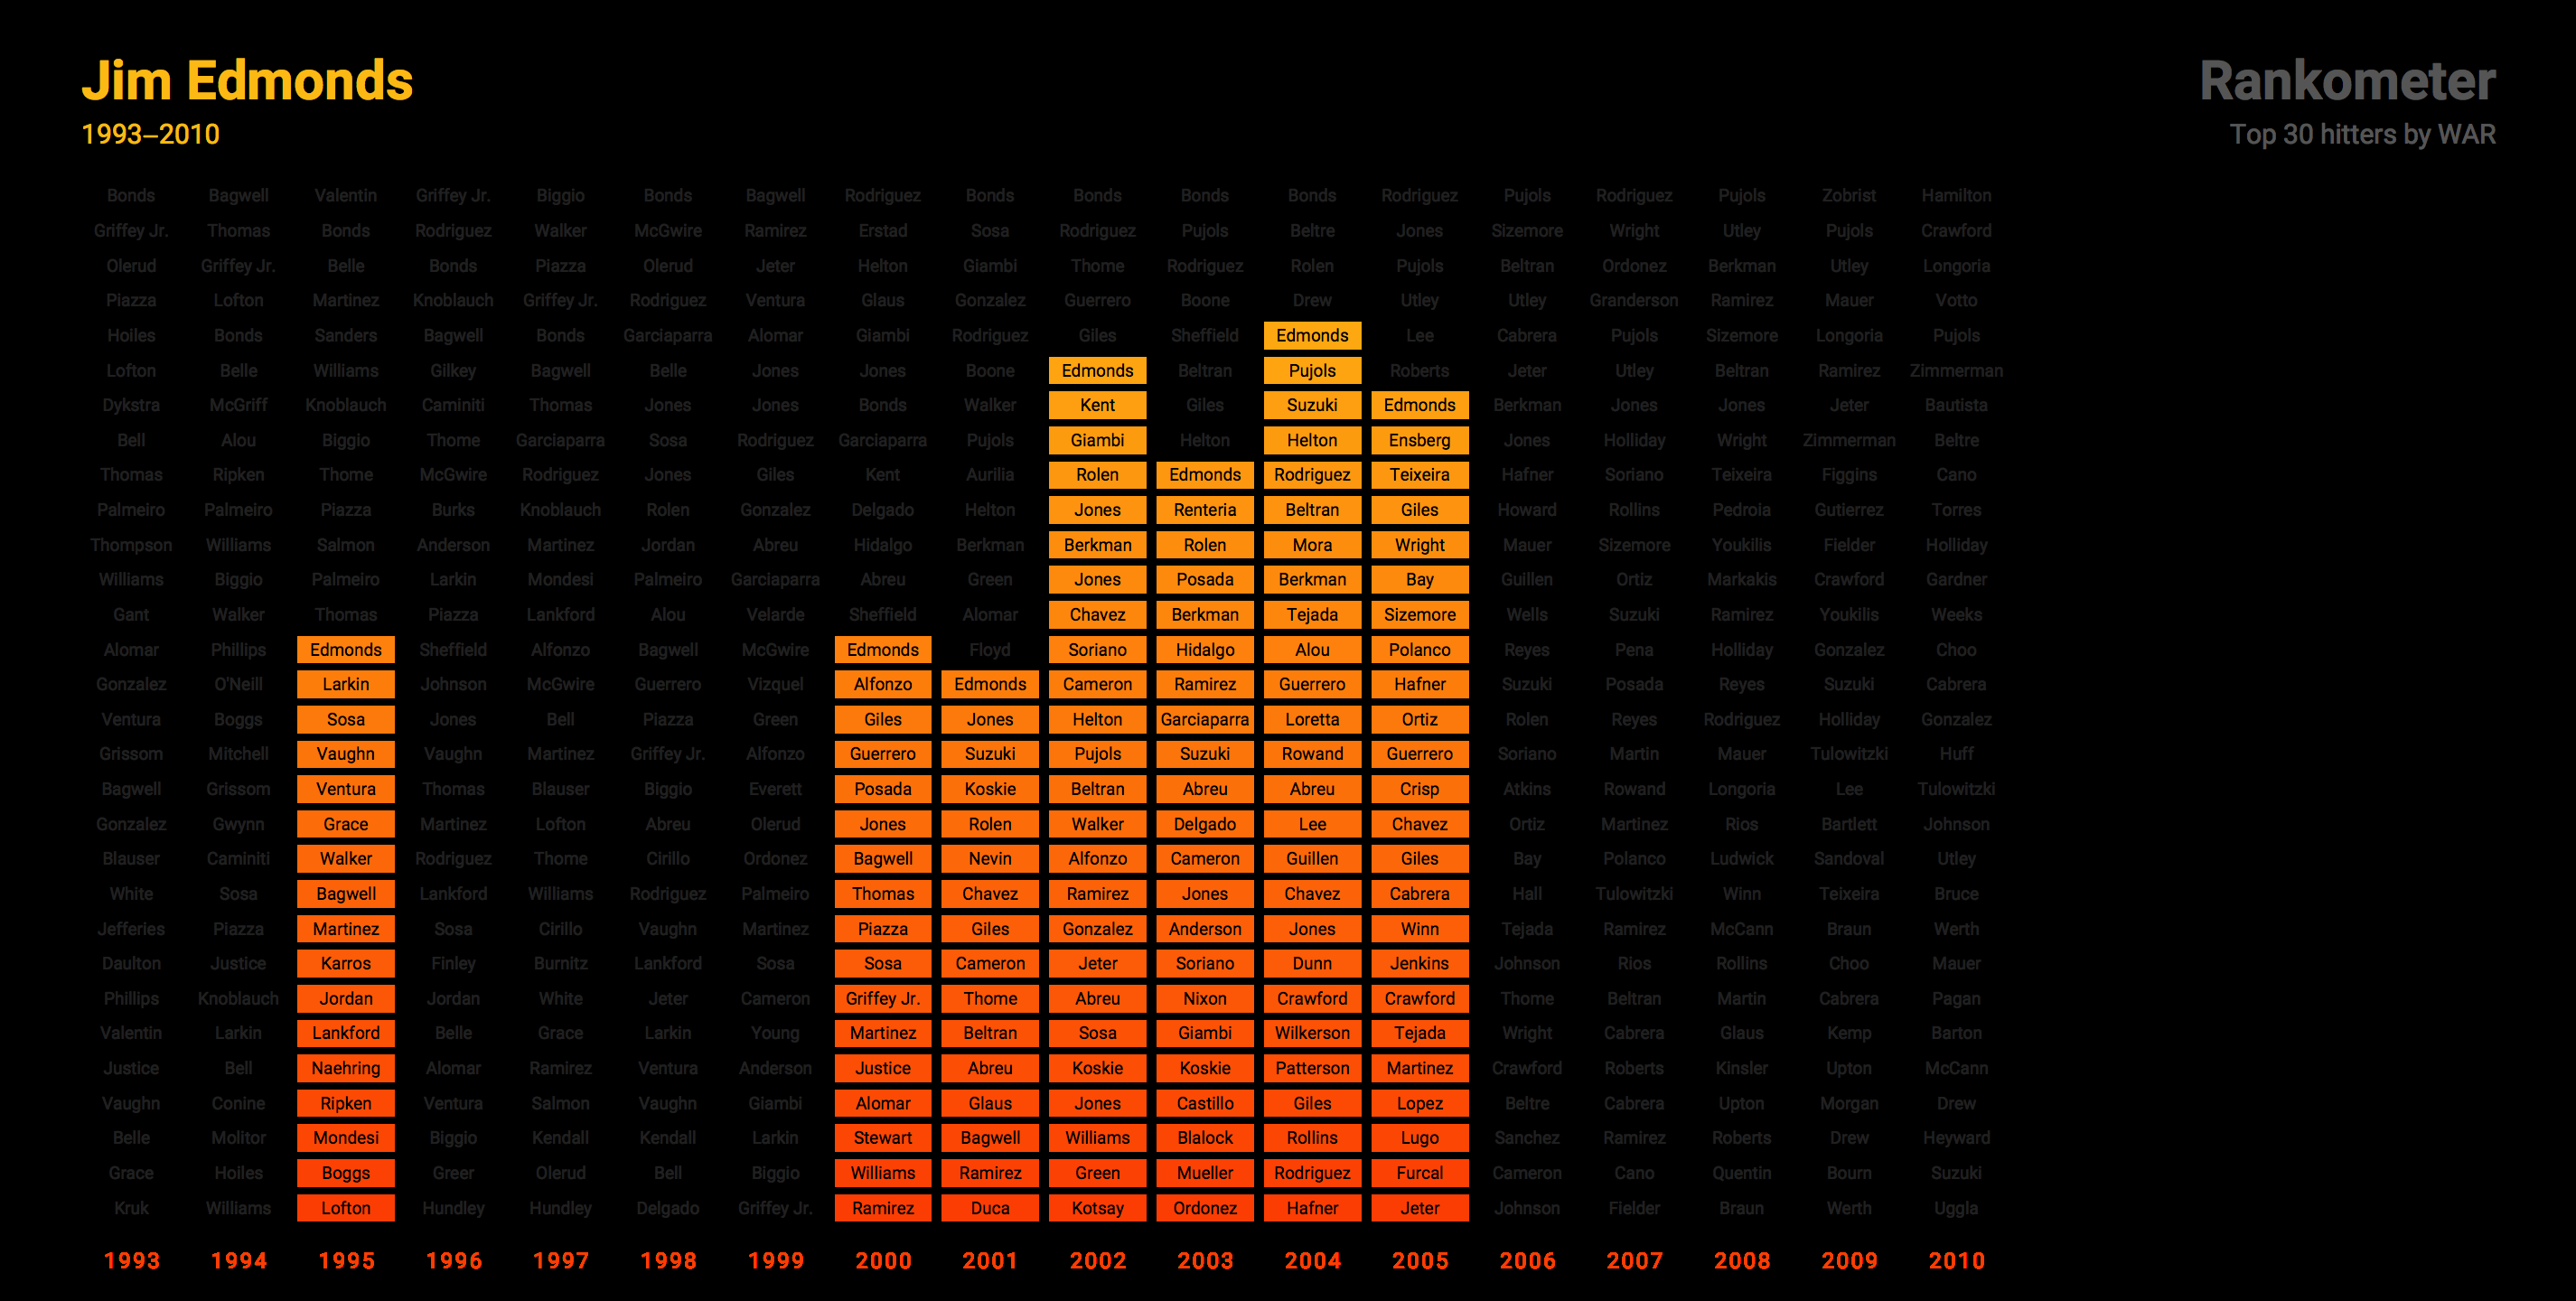 Jim Edmonds
1993–2010
Rankometer
Top 30 hitters by WAR
Bonds Bagwell Valentin Griffey Jr. Biggio Bonds Bagwell Rodriguez Bonds Bonds Bonds Bonds Rodriguez Pujols Rodriguez Pujols Zobrist Hamilton
Griffey Jr. Thomas Bonds Rodriguez Walker McGwire Ramirez Erstad Sosa Rodriguez Pujols Beltre Jones Sizemore Wright Utley Pujols Crawford
Olerud Griffey Jr. Belle Bonds Piazza Olerud Jeter Helton Giambi Thome Rodriguez Rolen Pujols Beltran Ordonez Berkman Utley Longoria
Piazza Lofton Martinez Knoblauch Griffey Jr. Rodriguez Ventura Glaus Gonzalez Guerrero Boone Drew Utley Utley Granderson Ramirez Mauer Votto
Hoiles Bonds Sanders Bagwell Bonds Garciaparra Alomar Giambi Rodriguez Giles Sheffield Edmonds Lee Cabrera Pujols Sizemore Longoria Pujols
Lofton Belle Williams Gilkey Bagwell Belle Jones Jones Boone Edmonds Beltran Pujols Roberts Jeter Utley Beltran Ramirez Zimmerman
Dykstra McGriff Knoblauch Caminiti Thomas Jones Jones Bonds Walker Kent Giles Suzuki Edmonds Berkman Jones Jones Jeter Bautista
Bell Alou Biggio Thome Garciaparra Sosa Rodriguez Garciaparra Pujols Giambi Helton Helton Ensberg Jones Holliday Wright Zimmerman Beltre
Thomas Ripken Thome McGwire Rodriguez Jones Giles Kent Aurilia Rolen Edmonds Rodriguez Teixeira Hafner Soriano Teixeira Figgins Cano
Palmeiro Palmeiro Piazza Burks Knoblauch Rolen Gonzalez Delgado Helton Jones Renteria Beltran Giles Howard Rollins Pedroia Gutierrez Torres
Thompson Williams Salmon Anderson Martinez Jordan Abreu Hidalgo Berkman Berkman Rolen Mora Wright Mauer Sizemore Youkilis Fielder Holliday
Williams Biggio Palmeiro Larkin Mondesi Palmeiro Garciaparra Abreu Green Jones Posada Berkman Bay Guillen Ortiz Markakis Crawford Gardner
Gant Walker Thomas Piazza Lankford Alou Velarde Sheffield Alomar Chavez Berkman Tejada Sizemore Wells Suzuki Ramirez Youkilis Weeks
Alomar Phillips Edmonds Sheffield Alfonzo Bagwell McGwire Edmonds Floyd Soriano Hidalgo Alou Polanco Reyes Pena Holliday Gonzalez Choo
Gonzalez O'Neill Larkin Johnson McGwire Guerrero Vizquel Alfonzo Edmonds Cameron Ramirez Guerrero Hafner Suzuki Posada Reyes Suzuki Cabrera
Ventura Boggs Sosa Jones Bell Piazza Green Giles Jones Helton Garciaparra Loretta Ortiz Rolen Reyes Rodriguez Holliday Gonzalez
Grissom Mitchell Vaughn Vaughn Martinez Griffey Jr. Alfonzo Guerrero Suzuki Pujols Suzuki Rowand Guerrero Soriano Martin Mauer Tulowitzki Huff
Bagwell Grissom Ventura Thomas Blauser Biggio Everett Posada Koskie Beltran Abreu Abreu Crisp Atkins Rowand Longoria Lee Tulowitzki
Gonzalez Gwynn Grace Martinez Lofton Abreu Olerud Jones Rolen Walker Delgado Lee Chavez Ortiz Martinez Rios Bartlett Johnson
Blauser Caminiti Walker Rodriguez Thome Cirillo Ordonez Bagwell Nevin Alfonzo Cameron Guillen Giles Bay Polanco Ludwick Sandoval Utley
White Sosa Bagwell Lankford Williams Rodriguez Palmeiro Thomas Chavez Ramirez Jones Chavez Cabrera Hall Tulowitzki Winn Teixeira Bruce
Jefferies Piazza Martinez Sosa Cirillo Vaughn Martinez Piazza Giles Gonzalez Anderson Jones Winn Tejada Ramirez McCann Braun Werth
Daulton Justice Karros Finley Burnitz Lankford Sosa Sosa Cameron Jeter Soriano Dunn Jenkins Johnson Rios Rollins Choo Mauer
Phillips Knoblauch Jordan Jordan White Jeter Cameron Griffey Jr. Thome Abreu Nixon Crawford Crawford Thome Beltran Martin Cabrera Pagan
Valentin Larkin Lankford Belle Grace Larkin Young Martinez Beltran Sosa Giambi Wilkerson Tejada Wright Cabrera Glaus Kemp Barton
Justice Bell Naehring Alomar Ramirez Ventura Anderson Justice Abreu Koskie Koskie Patterson Martinez Crawford Roberts Kinsler Upton McCann
Vaughn Conine Ripken Ventura Salmon Vaughn Giambi Alomar Glaus Jones Castillo Giles Lopez Beltre Cabrera Upton Morgan Drew
Belle Molitor Mondesi Biggio Kendall Kendall Larkin Stewart Bagwell Williams Blalock Rollins Lugo Sanchez Ramirez Roberts Drew Heyward
Grace Hoiles Boggs Greer Olerud Bell Biggio Williams Ramirez Green Mueller Rodriguez Furcal Cameron Cano Quentin Bourn Suzuki
Kruk Williams Lofton Hundley Hundley Delgado Griffey Jr. Ramirez Duca Kotsay Ordonez Hafner Jeter Johnson Fielder Braun Werth Uggla
1993 1994 1995 1996 1997 1998 1999 2000 2001 2002 2003 2004 2005 2006 2007 2008 2009 2010